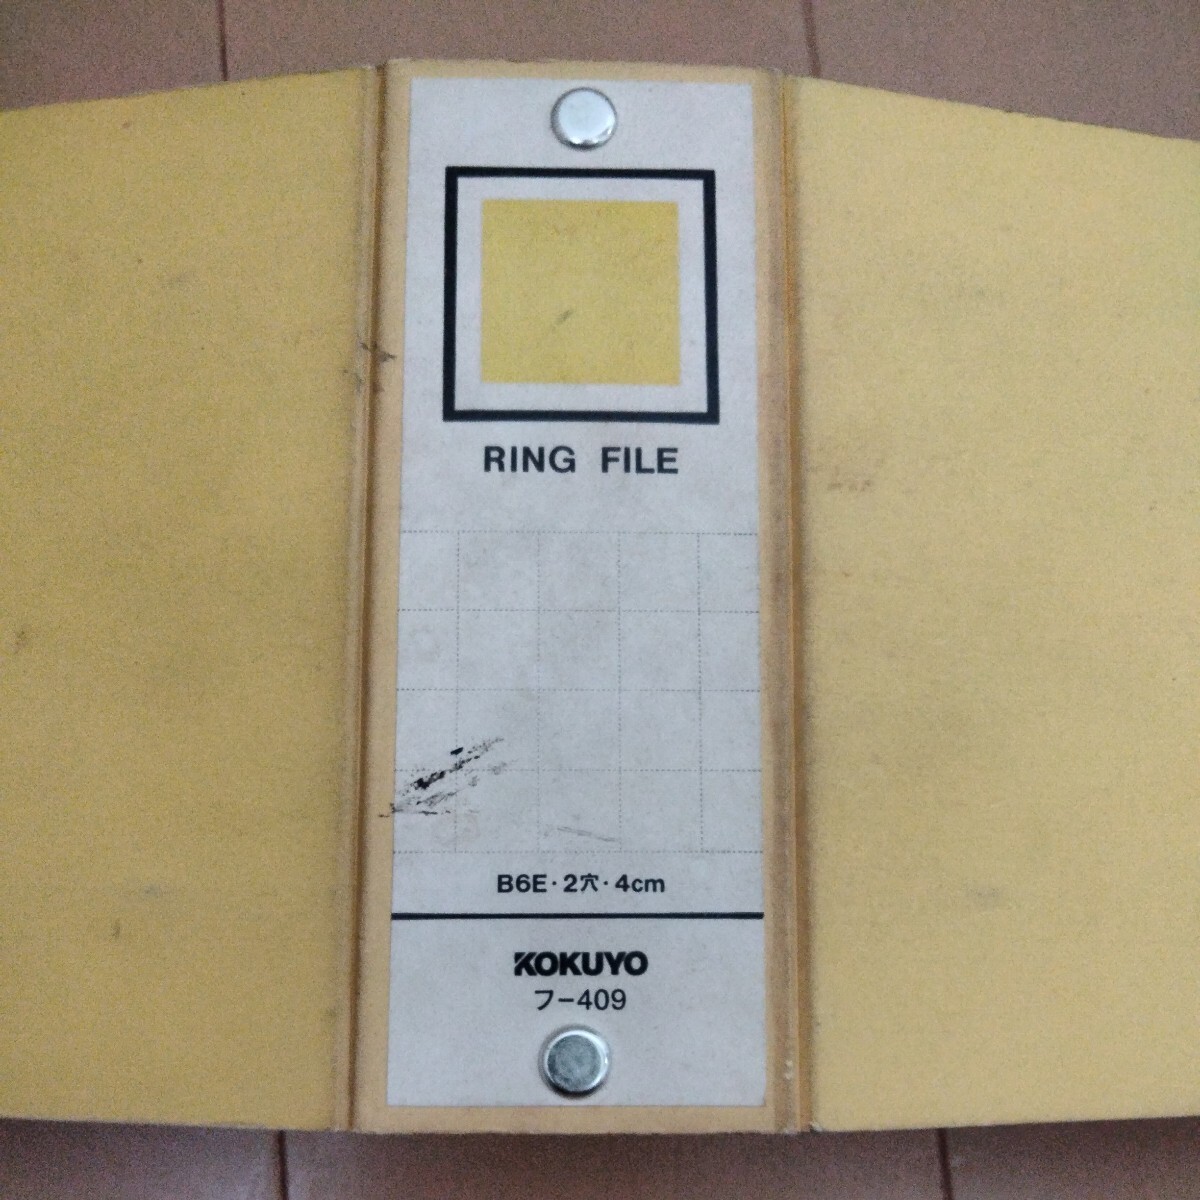 RING FILE
B6E・2穴・4cm
KOKUYO
フ-409